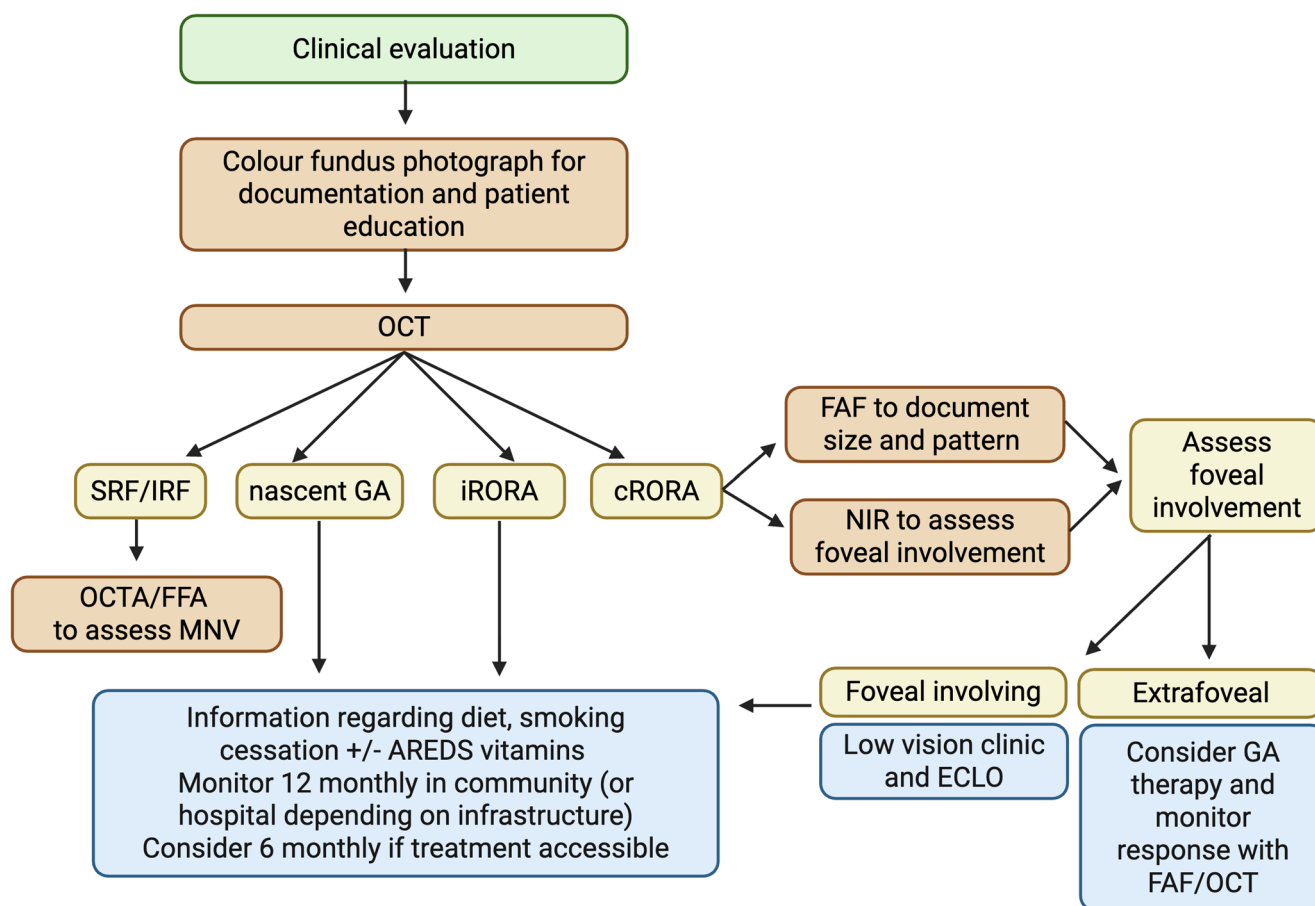 Clinical evaluation
Colour fundus photograph for
documentation and patient
education
OCT
SRF/IRF
nascent GA
iRORA
cRORA
FAF to document
size and pattern
NIR to assess
foveal involvement
Assess
foveal
involvement
OCTA/FFA
to assess MNV
Foveal involving
Low vision clinic
and ECLO
Extrafoveal
Consider GA
therapy and
monitor
response with
FAF/OCT
Information regarding diet, smoking
cessation +/- AREDS vitamins
Monitor 12 monthly in community (or
hospital depending on infrastructure)
Consider 6 monthly if treatment accessible